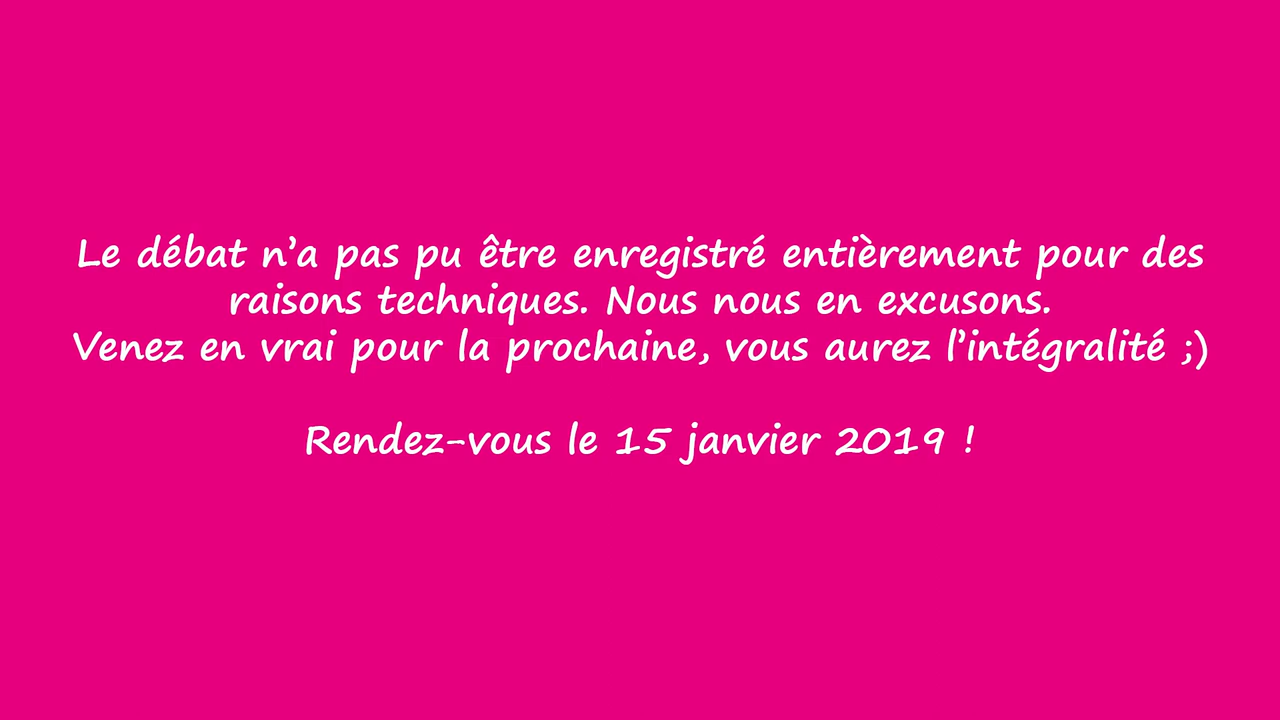 Le débat n’a pas pu être enregistré entièrement pour des
raisons techniques. Nous nous en excusons.
Venez en vrai pour la prochaine, vous aurez l’intégralité ;)
Rendez-vous le 15 janvier 2019 !